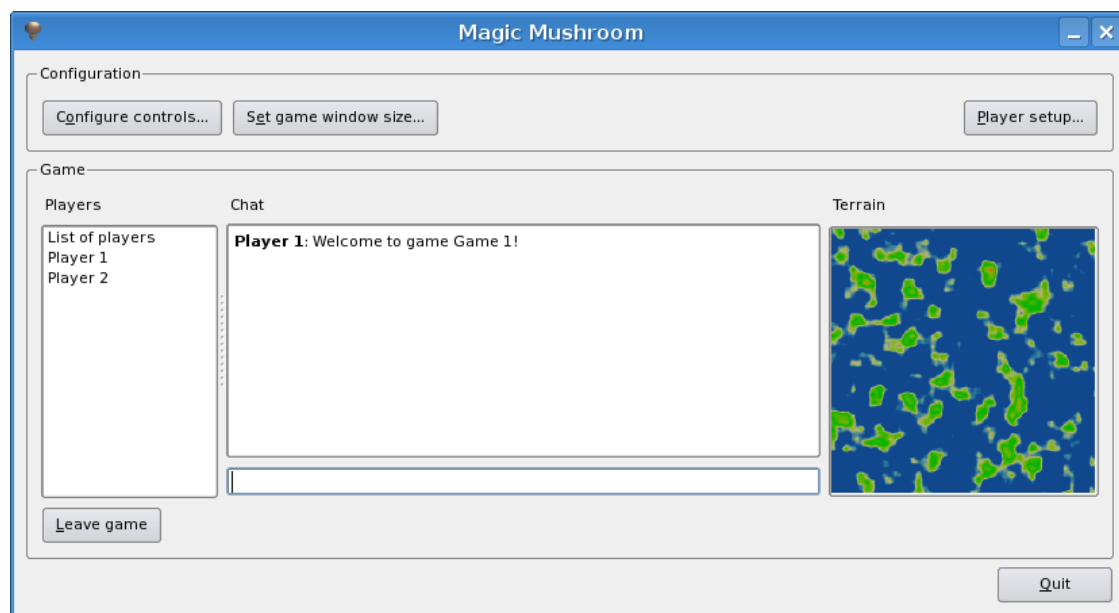 Magic Mushroom
Configuration
Configure controls...
Set game window size...
Player setup...
Game
Players
Chat
Terrain
List of players
Player 1
Player 2
Player 1: Welcome to game Game 1!
Leave game
Quit